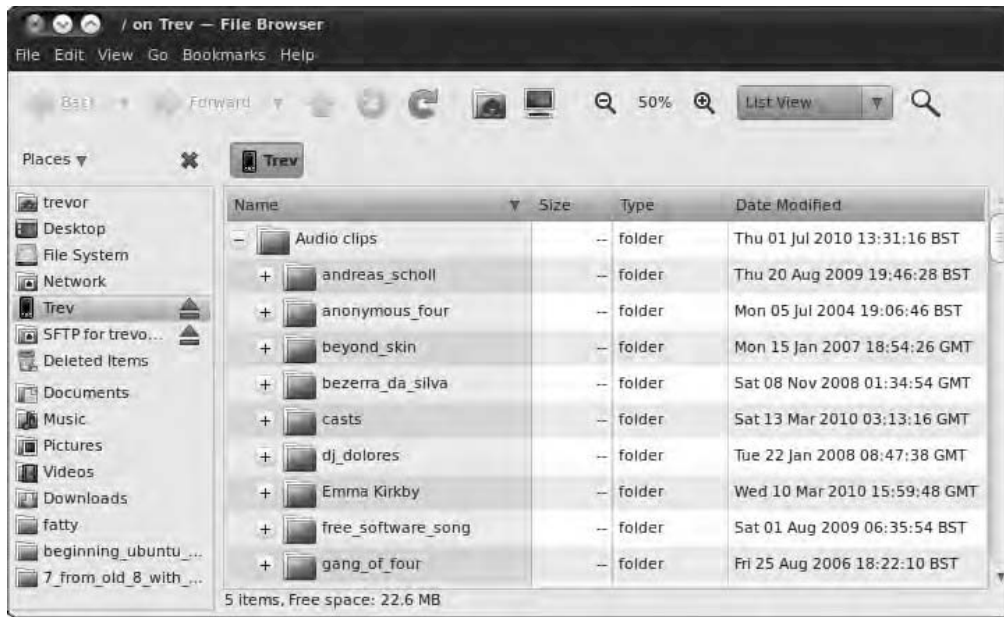 / on Trev — File Browser
File Edit View Go Bookmarks Help
Back Forward 50% List View
Places Trev
trevor
Desktop
File System
Network
Trev
SFTP for trevo...
Deleted Items
Documents
Music
Pictures
Videos
Downloads
fatty
beginning_ubuntu_...
7_from_old_8_with_...
Name Size Type Date Modified
Audio clips -- folder Thu 01 Jul 2010 13:31:16 BST
andreas_scholl -- folder Thu 20 Aug 2009 19:46:28 BST
anonymous_four -- folder Mon 05 Jul 2004 19:06:46 BST
beyond_skin -- folder Mon 15 Jan 2007 18:54:26 GMT
bezerra_da_silva -- folder Sat 08 Nov 2008 01:34:54 GMT
casts -- folder Sat 13 Mar 2010 03:13:16 GMT
dj_dolores -- folder Tue 22 Jan 2008 08:47:38 GMT
Emma Kirkby -- folder Wed 10 Mar 2010 15:59:48 GMT
free_software_song -- folder Sat 01 Aug 2009 06:35:54 BST
gang_of_four -- folder Fri 25 Aug 2006 18:22:10 BST
5 items, Free space: 22.6 MB